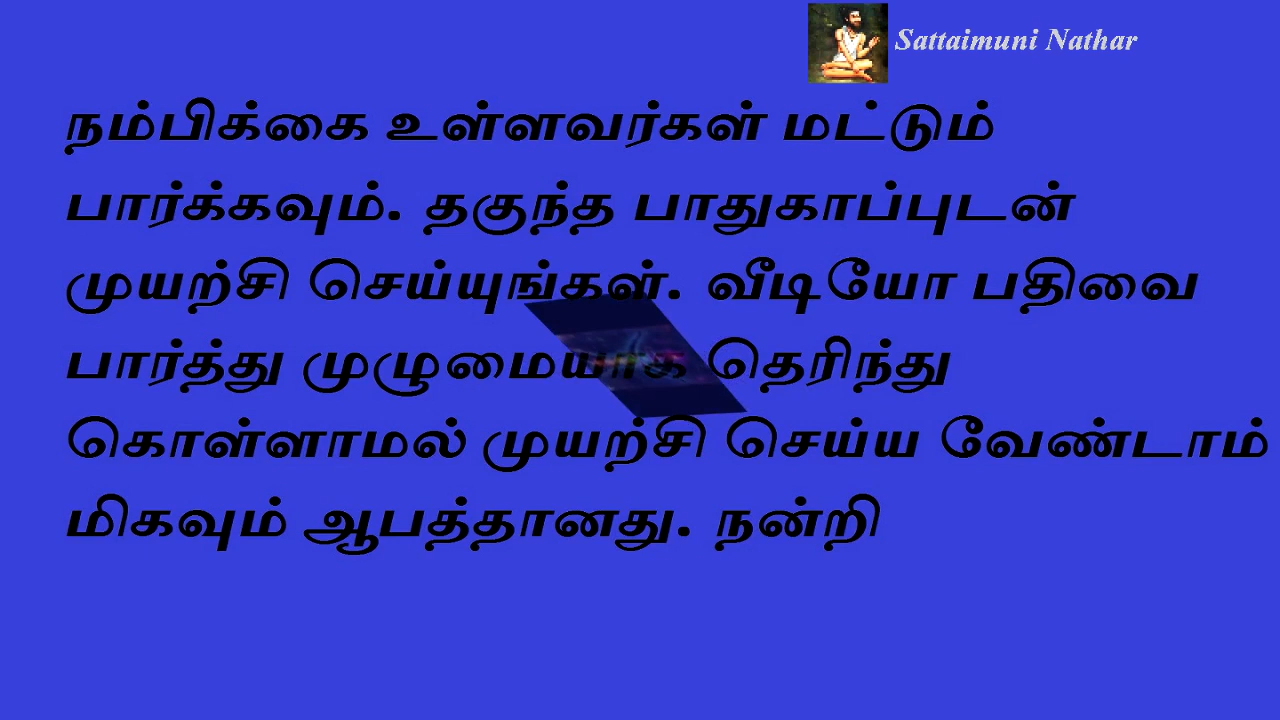 Sattaimuni Nathar
நம்பிக்கை உள்ளவர்கள் மட்டும்
பார்க்கவும். தகுந்த பாதுகாப்புடன்
முயற்சி செய்யுங்கள். வீடியோ பதிவை
பார்த்து முழுமையாக தெரிந்து
கொள்ளாமல் முயற்சி செய்ய வேண்டாம்
மிகவும் ஆபத்தானது. நன்றி